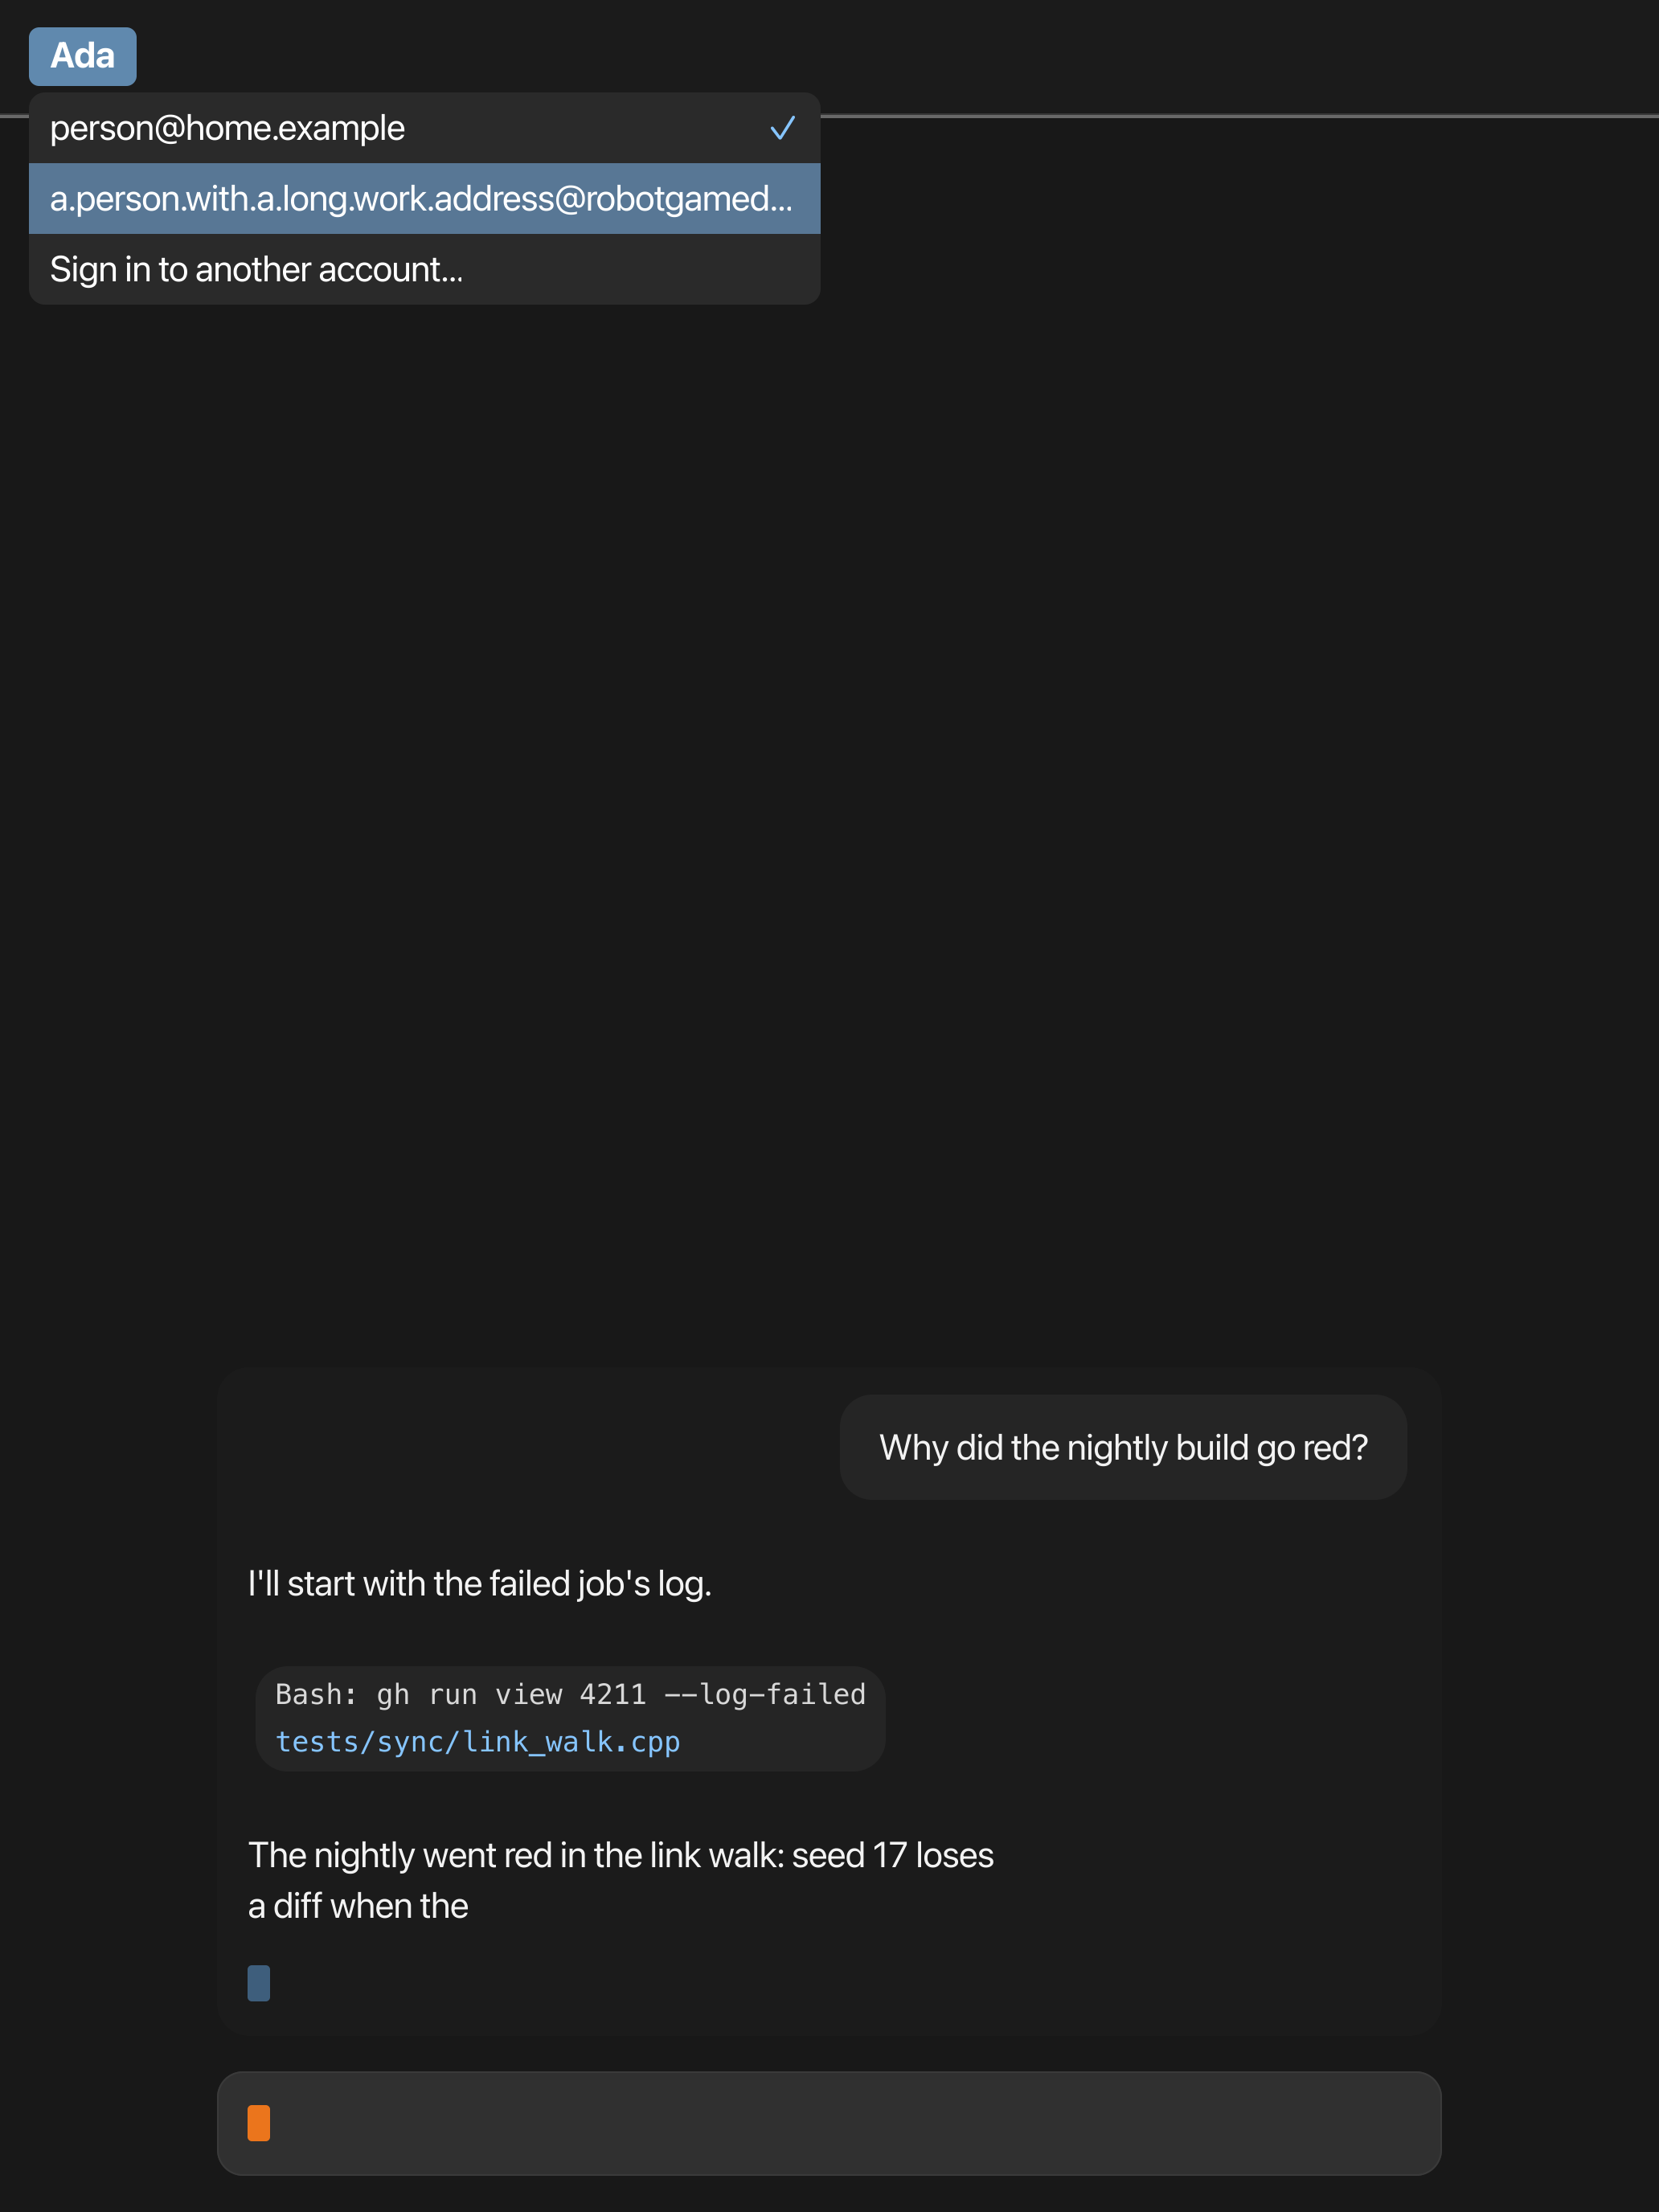 Ada
person@home.example
a.person.with.a.long.work.address@robotgamed...
Sign in to another account...
Why did the nightly build go red?
I'll start with the failed job's log.
Bash: gh run view 4211 --log-failed
tests/sync/link_walk.cpp
The nightly went red in the link walk: seed 17 loses
a diff when the